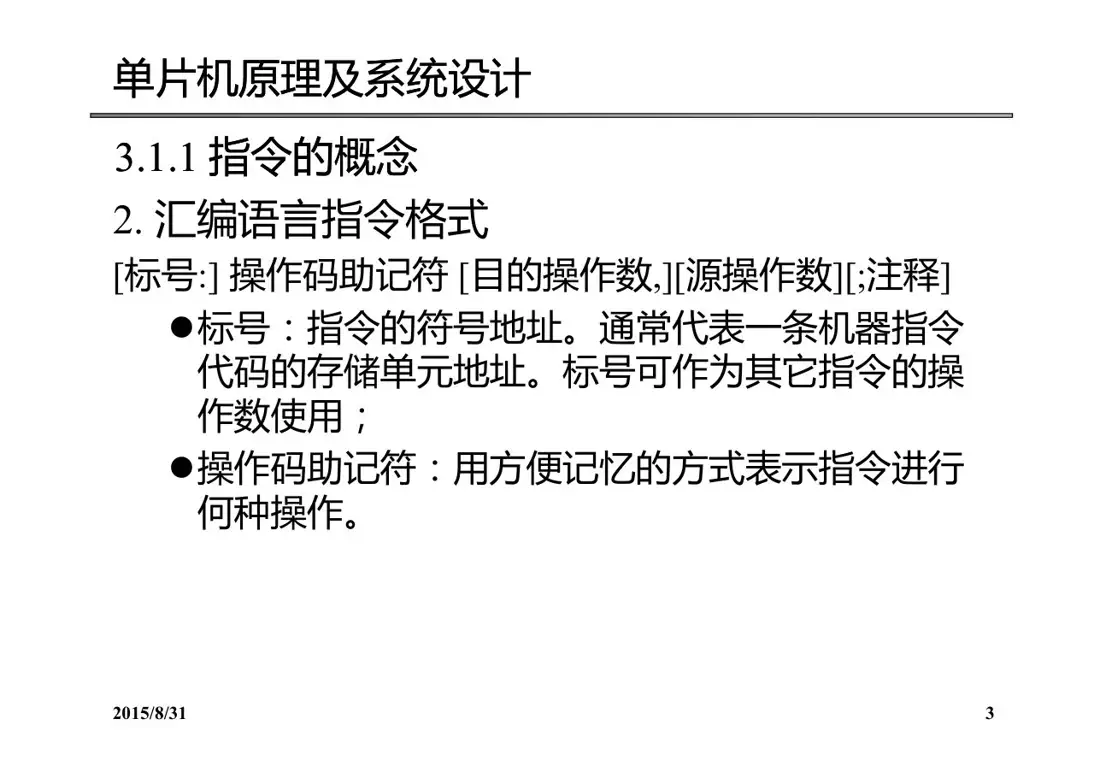 单片机原理及系统设计
3.1.1 指令的概念
2. 汇编语言指令格式
[标号:] 操作码助记符 [目的操作数,][源操作数][;注释]
●标号：指令的符号地址。通常代表一条机器指令
代码的存储单元地址。标号可作为其它指令的操
作数使用；
●操作码助记符：用方便记忆的方式表示指令进行
何种操作。
2015/8/31
3